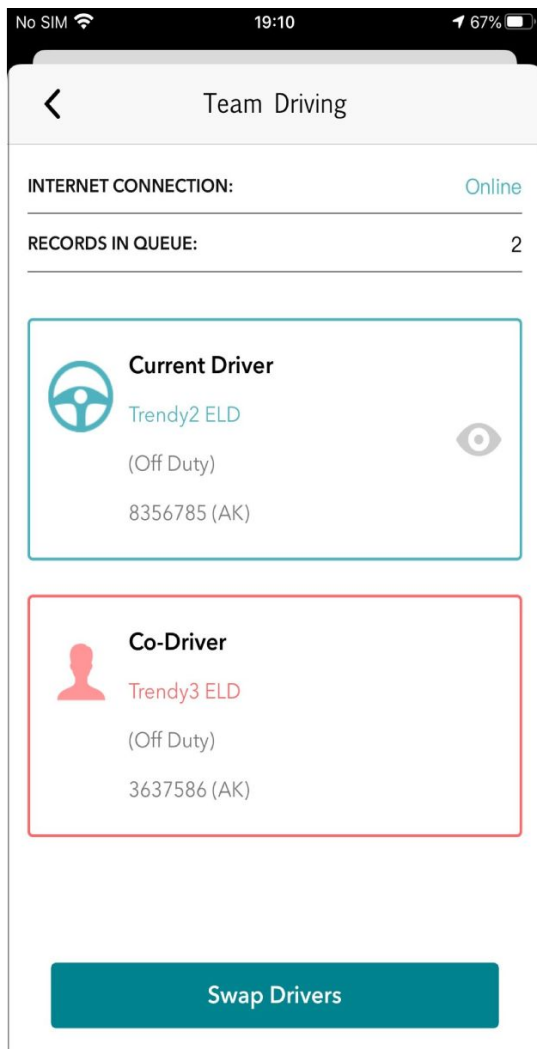 No SIM 19:10 67%
Team Driving
INTERNET CONNECTION: Online
RECORDS IN QUEUE: 2
Current Driver
Trendy2 ELD
(Off Duty)
8356785 (AK)
Co-Driver
Trendy3 ELD
(Off Duty)
3637586 (AK)
Swap Drivers